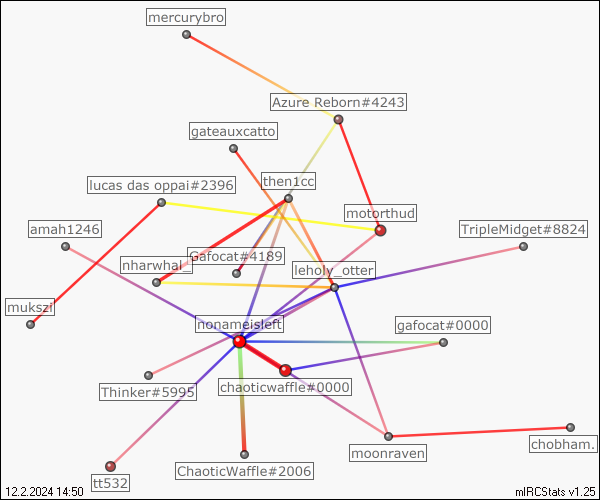 mercurybro
Azure Reborn#4243
gateauxcatto
then1cc
lucas das oppai#2396
motorthud
amah1246
TripleMidget#8824
Gafocat#4189
nharwhal_
leholy_otter
mukszi
nonameisleft
gafocat#0000
Thinker#5995
chaoticwaffle#0000
chobham.
moonraven
ChaoticWaffle#2006
tt532
12.2.2024 14:50
mIRCStats v1.25